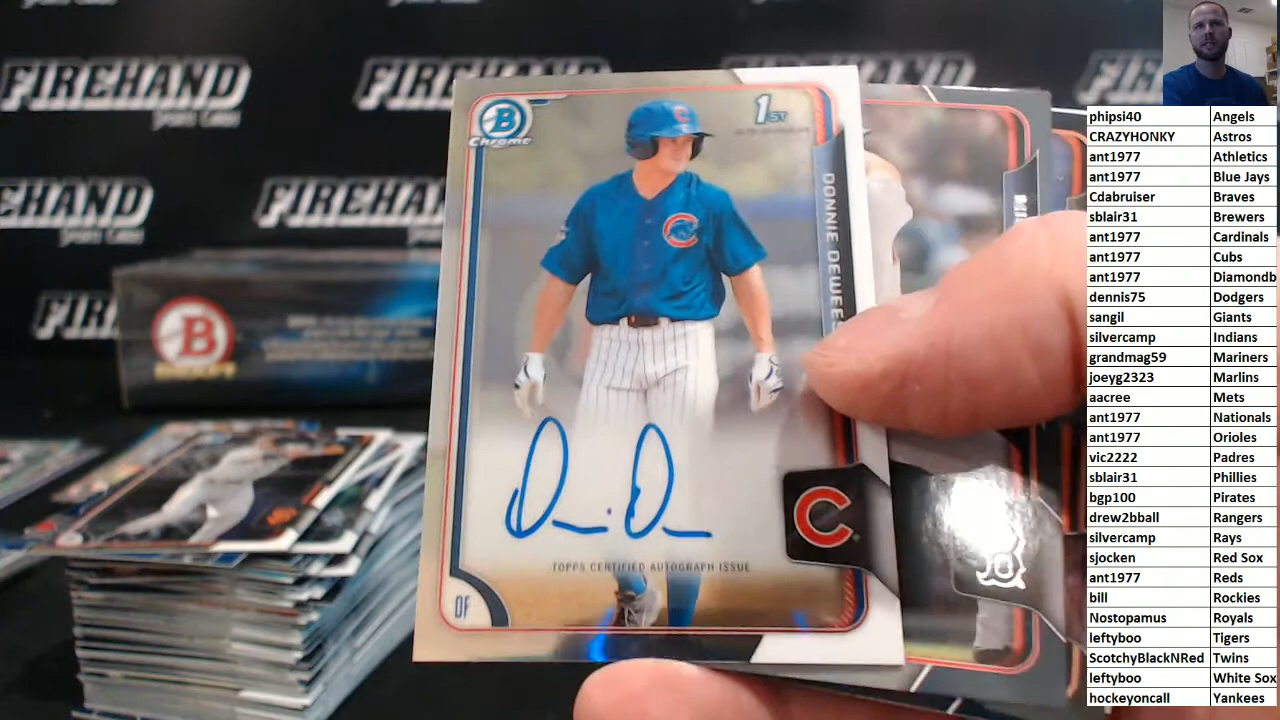 FIREHAND
SPORTS CARDS
FIREHAND
FIREHAND
FIREHAND
B
Chrome
1ST
DONNIE DEWEES
C
TOPPS CERTIFIED AUTOGRAPH ISSUE
OF
C
B
phipsi40 Angels
CRAZYHONKY Astros
ant1977 Athletics
ant1977 Blue Jays
Cdabruiser Braves
sblair31 Brewers
ant1977 Cardinals
ant1977 Cubs
ant1977 Diamondb
dennis75 Dodgers
sangil Giants
silvercamp Indians
grandmag59 Mariners
joeyg2323 Marlins
aacree Mets
ant1977 Nationals
ant1977 Orioles
vic2222 Padres
sblair31 Phillies
bgp100 Pirates
drew2bball Rangers
silvercamp Rays
sjocken Red Sox
ant1977 Reds
bill Rockies
Nostopamus Royals
leftyboo Tigers
ScotchyBlackNRed Twins
leftyboo White Sox
hockeyoncall Yankees